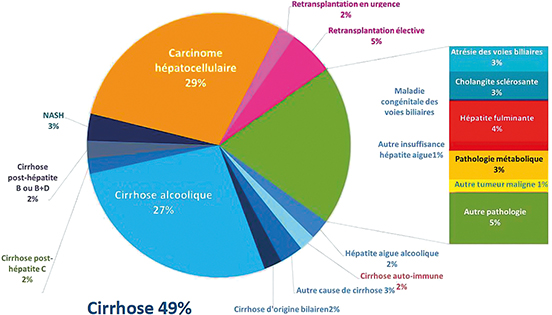 Retransplantation en urgence
2%
Retransplantation élective
5%
Carcinome
hépatocellulaire
29%
Atrésie des voies biliaires
3%
Cholangite sclérosante
3%
Maladie
congénitale des
voies biliaires
Hépatite fulminante
4%
NASH
3%
Autre insuffisance
hépatite aigue1%
Pathologie métabolique
3%
Autre tumeur maligne 1%
Cirrhose
post-hépatite
B ou B+D
2%
Cirrhose alcoolique
27%
Autre pathologie
5%
Cirrhose post-
hépatite C
2%
Hépatite aigue alcoolique
2%
Cirrhose auto-immune
2%
Autre cause de cirrhose 3%
Cirrhose d'origine bilairen2%
Cirrhose 49%